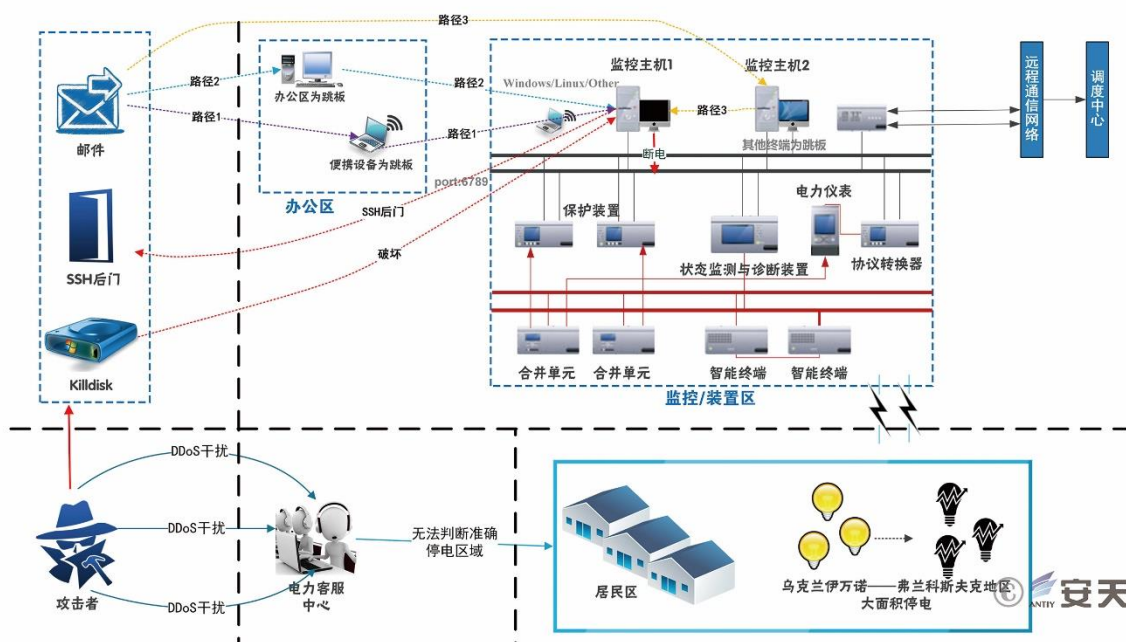 路径3
监控主机1
监控主机2
路径2
办公区为跳板
路径2
Windows/Linux/Other
路径3
远程通信网络
调度中心
邮件
路径1
便携设备为跳板
路径1
断电
其他终端为跳板
port:6789
办公区
SSH后门
保护装置
电力仪表
SSH后门
破坏
状态监测与诊断装置
协议转换器
Killdisk
合并单元
合并单元
智能终端
智能终端
监控/装置区
DDoS干扰
DDoS干扰
无法判断准确
停电区域
攻击者
DDoS干扰
电力客服
中心
居民区
乌克兰伊万诺——弗兰科斯夫克地区
大面积停电
© ANTIY 安天